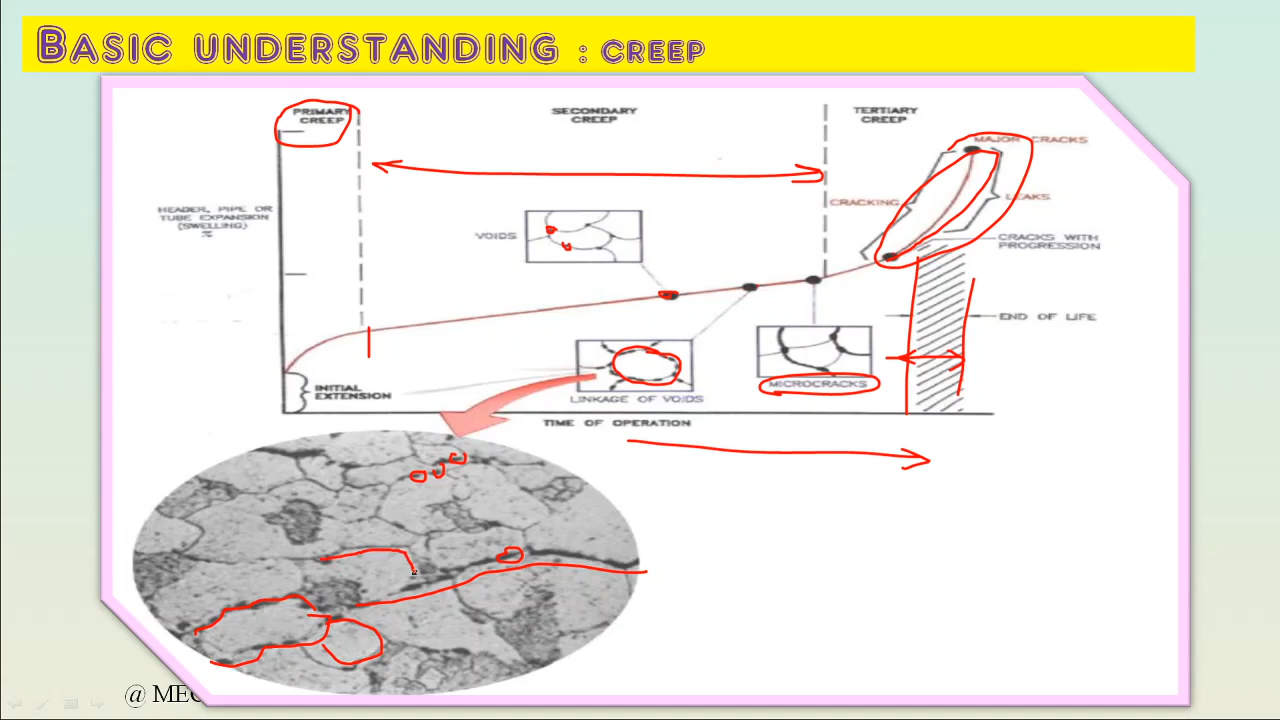 BASIC UNDERSTANDING : CREEP
PRIMARY
CREEP
SECONDARY
CREEP
TERTIARY
CREEP
MAJOR CRACKS
HEADER, PIPE OR
TUBE EXPANSION
(SWELLING)
%
VOIDS
CRACKING
LEAKS
CRACKS WITH
PROGRESSION
END OF LIFE
INITIAL
EXTENSION
LINKAGE OF VOIDS
MICROCRACKS
TIME OF OPERATION
@